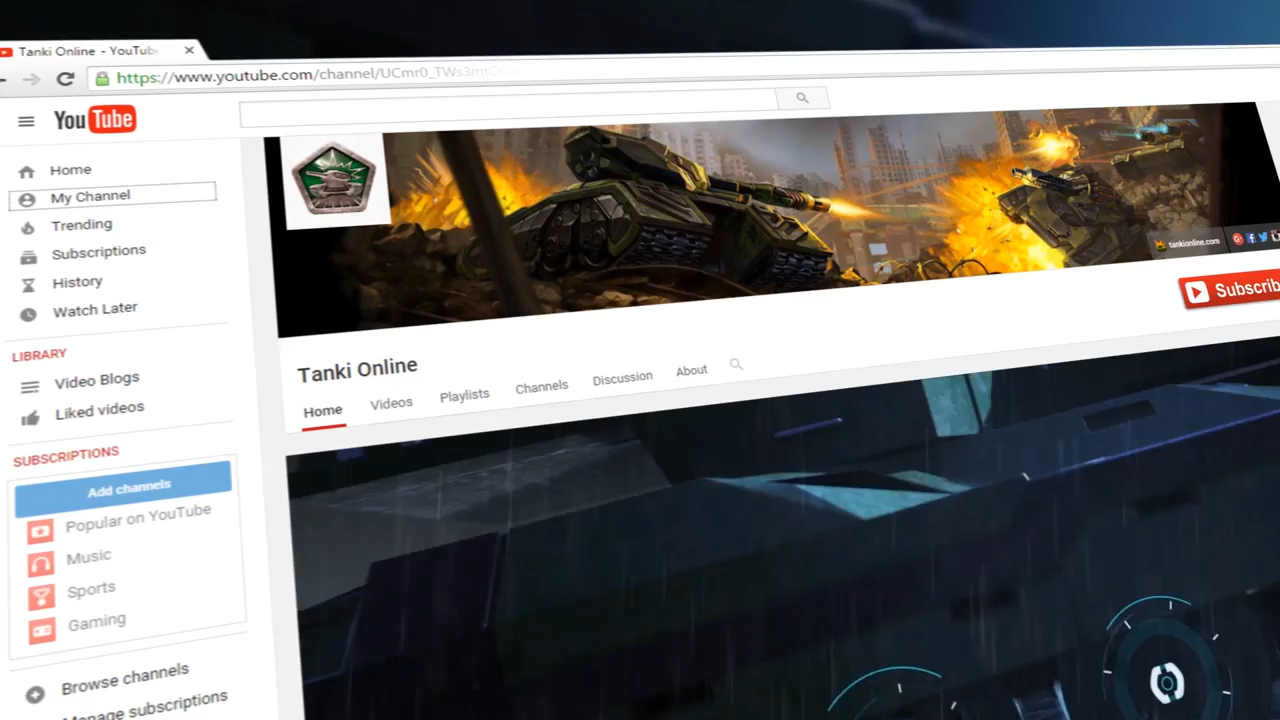 Tanki Online - YouTube
https://www.youtube.com/channel/UCmr0_TWs3mt
YouTube
Home
My Channel
Trending
Subscriptions
History
Watch Later
LIBRARY
Video Blogs
Liked videos
SUBSCRIPTIONS
Add channels
Popular on YouTube
Music
Sports
Gaming
Browse channels
Manage subscriptions
tankionline.com
Subscrib
Tanki Online
Home Videos Playlists Channels Discussion About